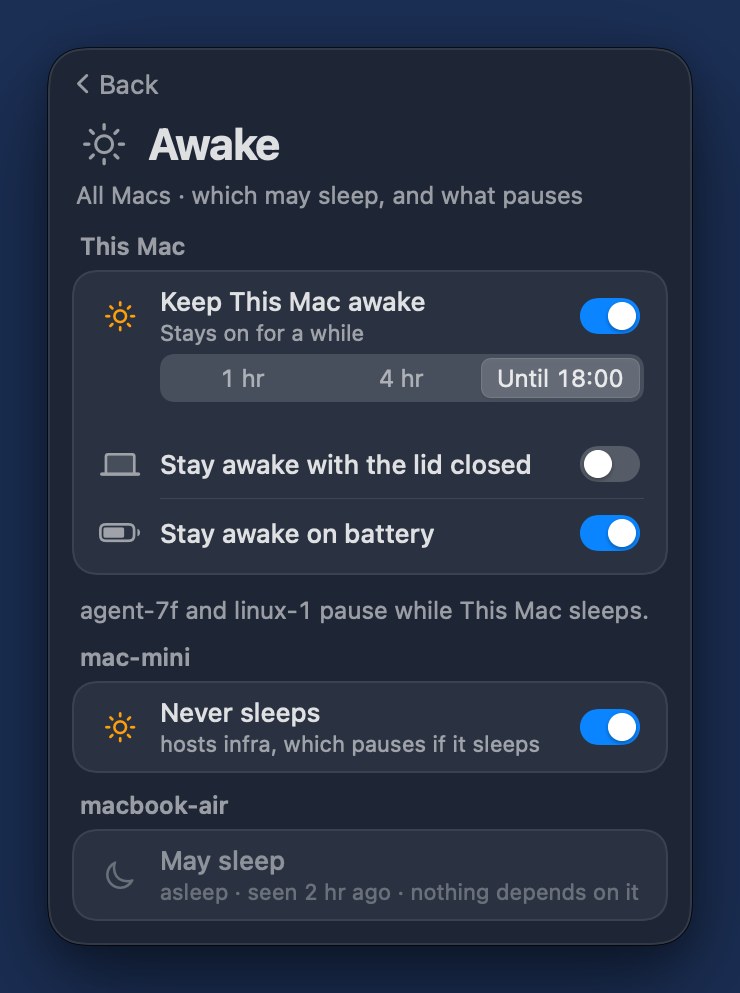 Back
Awake
All Macs · which may sleep, and what pauses
This Mac
Keep This Mac awake
Stays on for a while
1 hr 4 hr Until 18:00
Stay awake with the lid closed
Stay awake on battery
agent-7f and linux-1 pause while This Mac sleeps.
mac-mini
Never sleeps
hosts infra, which pauses if it sleeps
macbook-air
May sleep
asleep · seen 2 hr ago · nothing depends on it